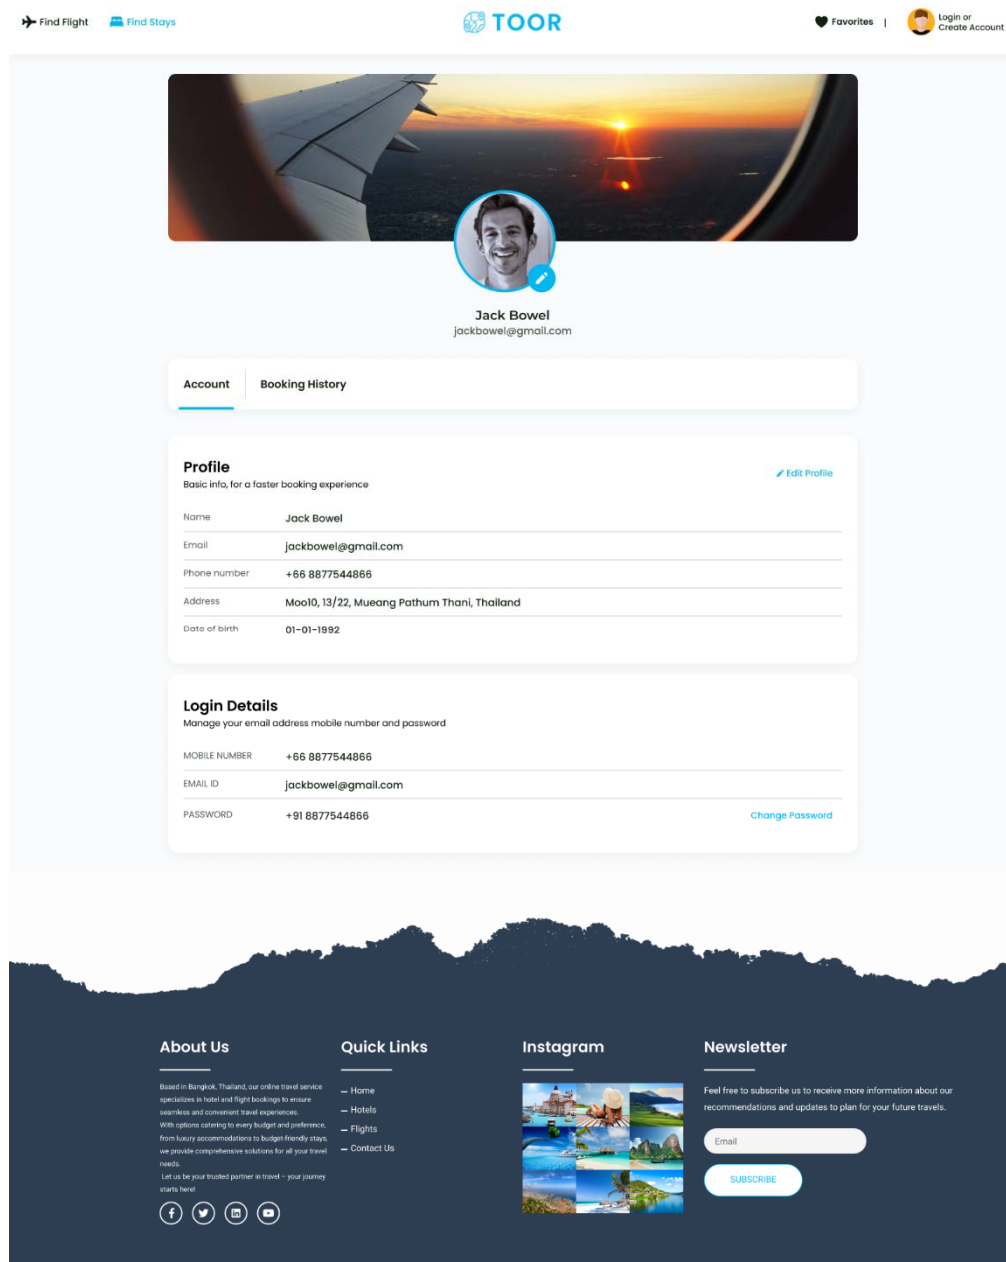 Find Flight
Find Stays
TOOR
Favorites |
Login or
Create Account
Jack Bowel
jackbowel@gmail.com
Account
Booking History
Profile
Basic info, for a faster booking experience
Edit Profile
Name Jack Bowel
Email jackbowel@gmail.com
Phone number +66 8877544866
Address Moo10, 13/22, Mueang Pathum Thani, Thailand
Date of birth 01-01-1992
Login Details
Manage your email address mobile number and password
MOBILE NUMBER +66 8877544866
EMAIL ID jackbowel@gmail.com
PASSWORD +91 8877544866 Change Password
About Us
Based in Bangkok, Thailand, our online travel service
specializes in hotel and flight bookings to ensure
seamless and convenient travel experiences.
With options catering to every budget and preference,
from luxury accommodations to budget-friendly stays,
we provide comprehensive solutions for all your travel
needs.
Let us be your trusted partner in travel – your journey
starts here!
Quick Links
– Home
– Hotels
– Flights
– Contact Us
Instagram
Newsletter
Feel free to subscribe us to receive more information about our
recommendations and updates to plan for your future travels.
Email
SUBSCRIBE